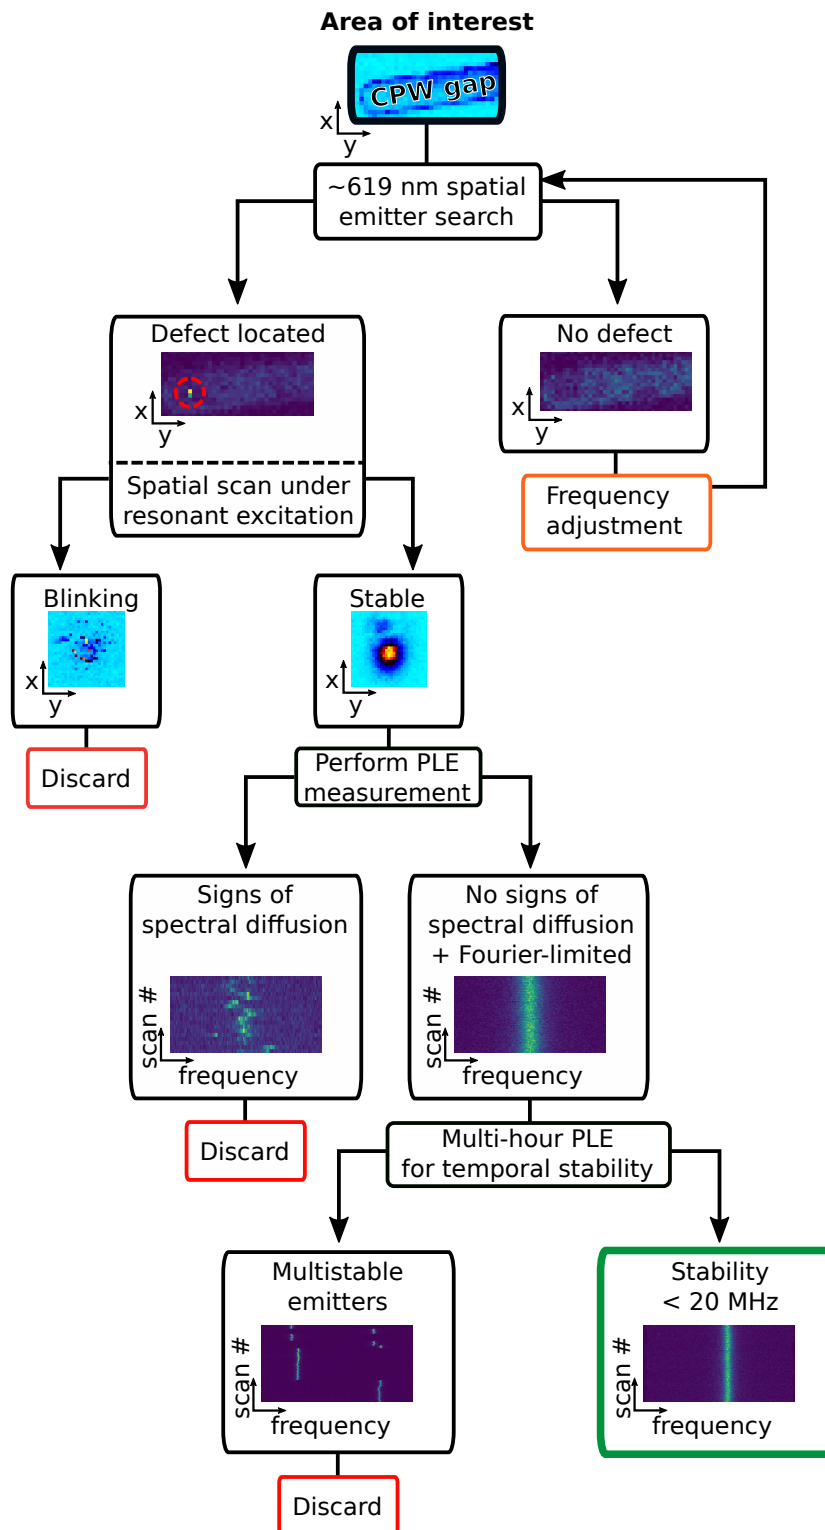 Area of interest
CPW gap
x
y
~619 nm spatial
emitter search
Defect located
x
y
No defect
x
y
Spatial scan under
resonant excitation
Frequency
adjustment
Blinking
x
y
Stable
x
y
Discard
Perform PLE
measurement
Signs of
spectral diffusion
scan #
frequency
No signs of
spectral diffusion
+ Fourier-limited
scan #
frequency
Discard
Multi-hour PLE
for temporal stability
Multistable
emitters
scan #
frequency
Stability
< 20 MHz
scan #
frequency
Discard